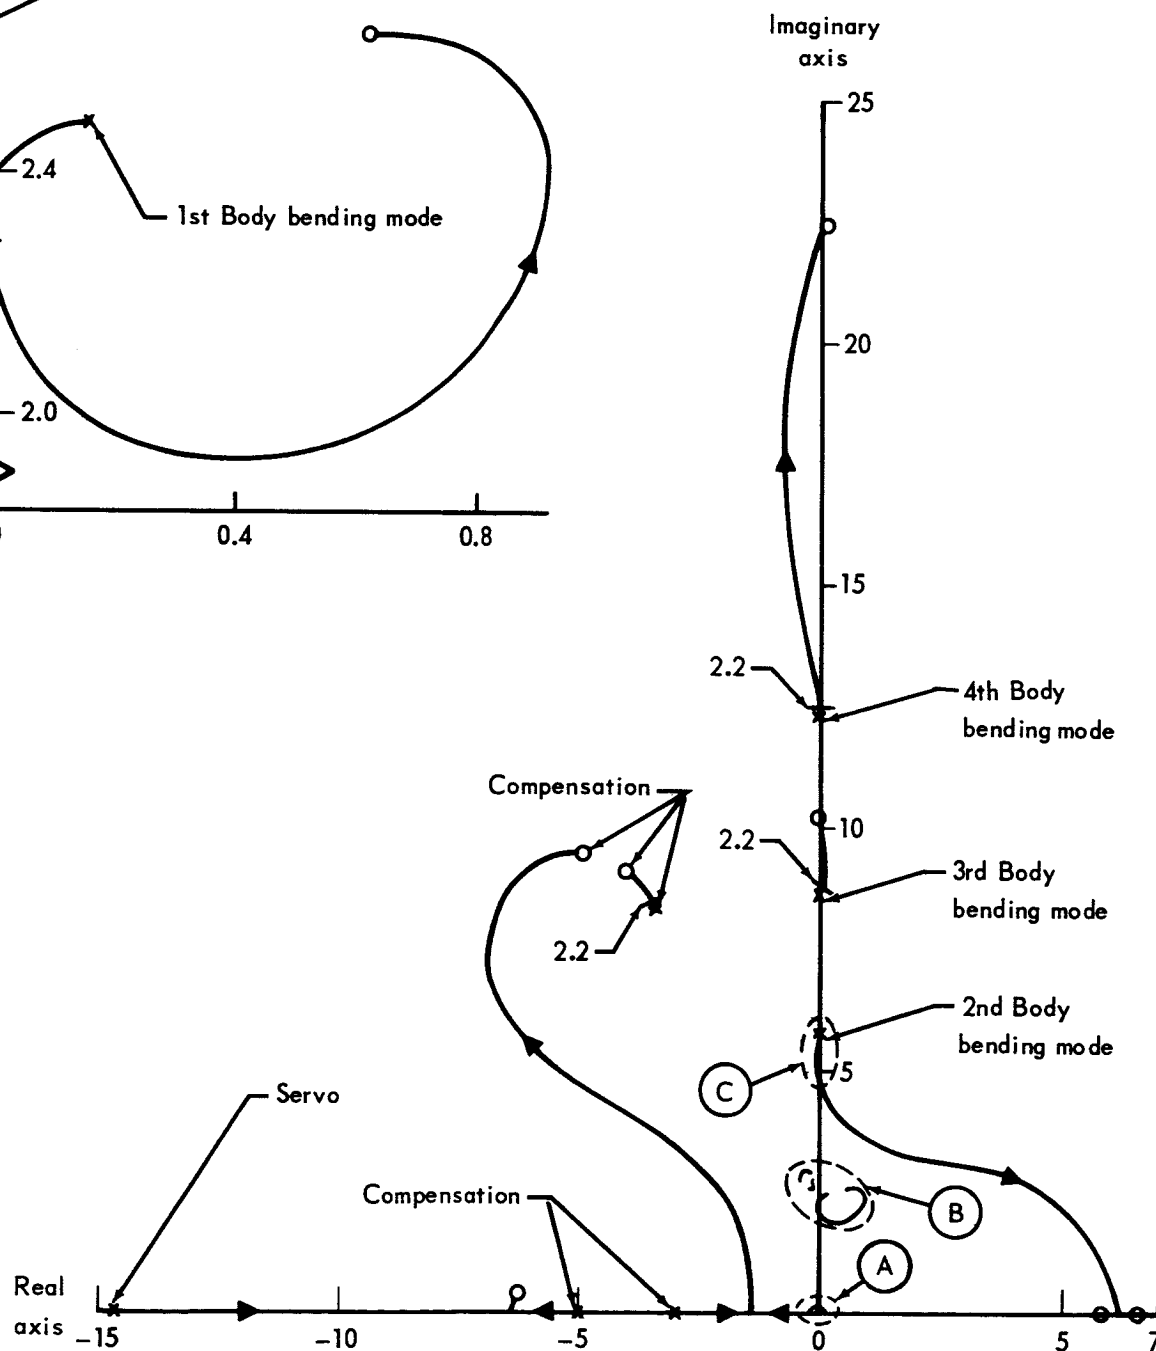 Imaginary
axis
25
2.4
1st Body bending mode
20
2.0
0.4
0.8
15
2.2
4th Body
bending mode
Compensation
10
2.2
3rd Body
bending mode
2.2
2nd Body
bending mode
5
C
Servo
Compensation
B
A
Real
axis
-15
-10
-5
0
5
7